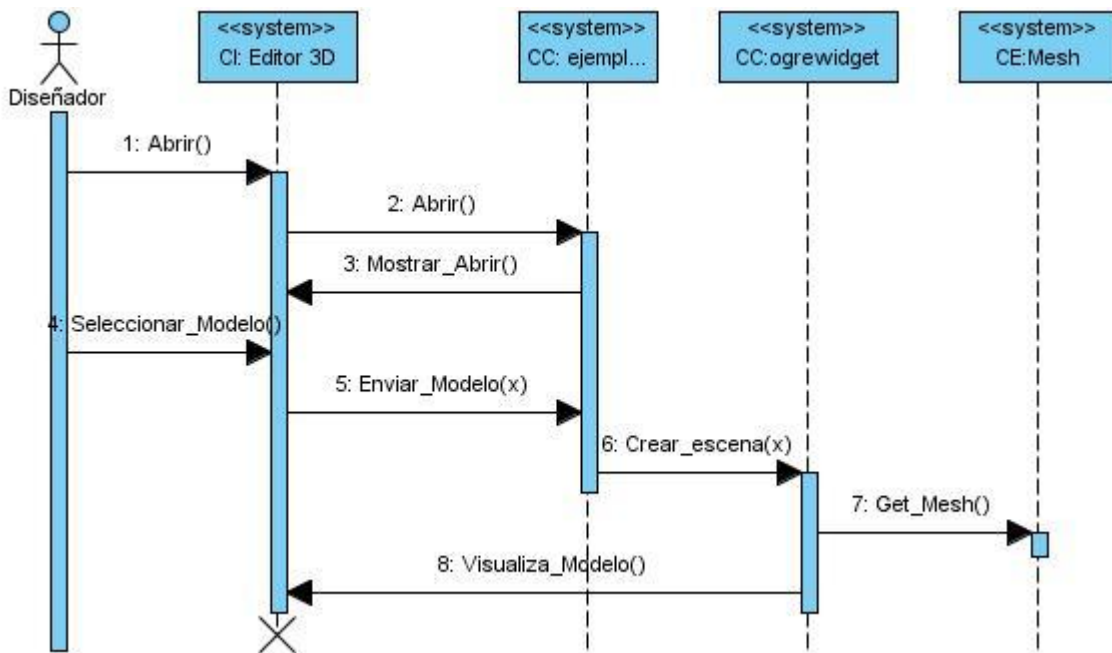 <<system>>
CI: Editor 3D
<<system>>
CC: ejempl...
<<system>>
CC:ogrewidget
<<system>>
CE:Mesh
Diseñador
1: Abrir()
2: Abrir()
3: Mostrar_Abrir()
4: Seleccionar_Modelo()
5: Enviar_Modelo(x)
6: Crear_escena(x)
7: Get_Mesh()
8: Visualiza_Modelo()